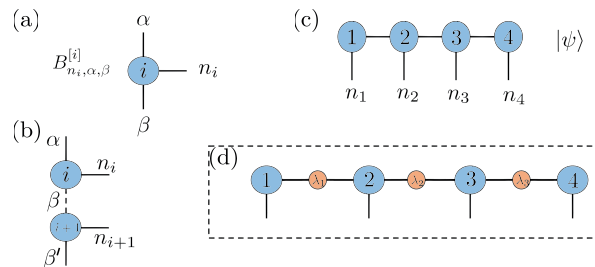 (a)
α
B^{[i]}_{n_i,α,β}
i
n_i
β
(b)
α
i
n_i
β
i + 1
n_{i+1}
β′
(c)
1 2 3 4 |ψ⟩
n_1 n_2 n_3 n_4
(d)
1 λ_1 2 λ_2 3 λ_3 4